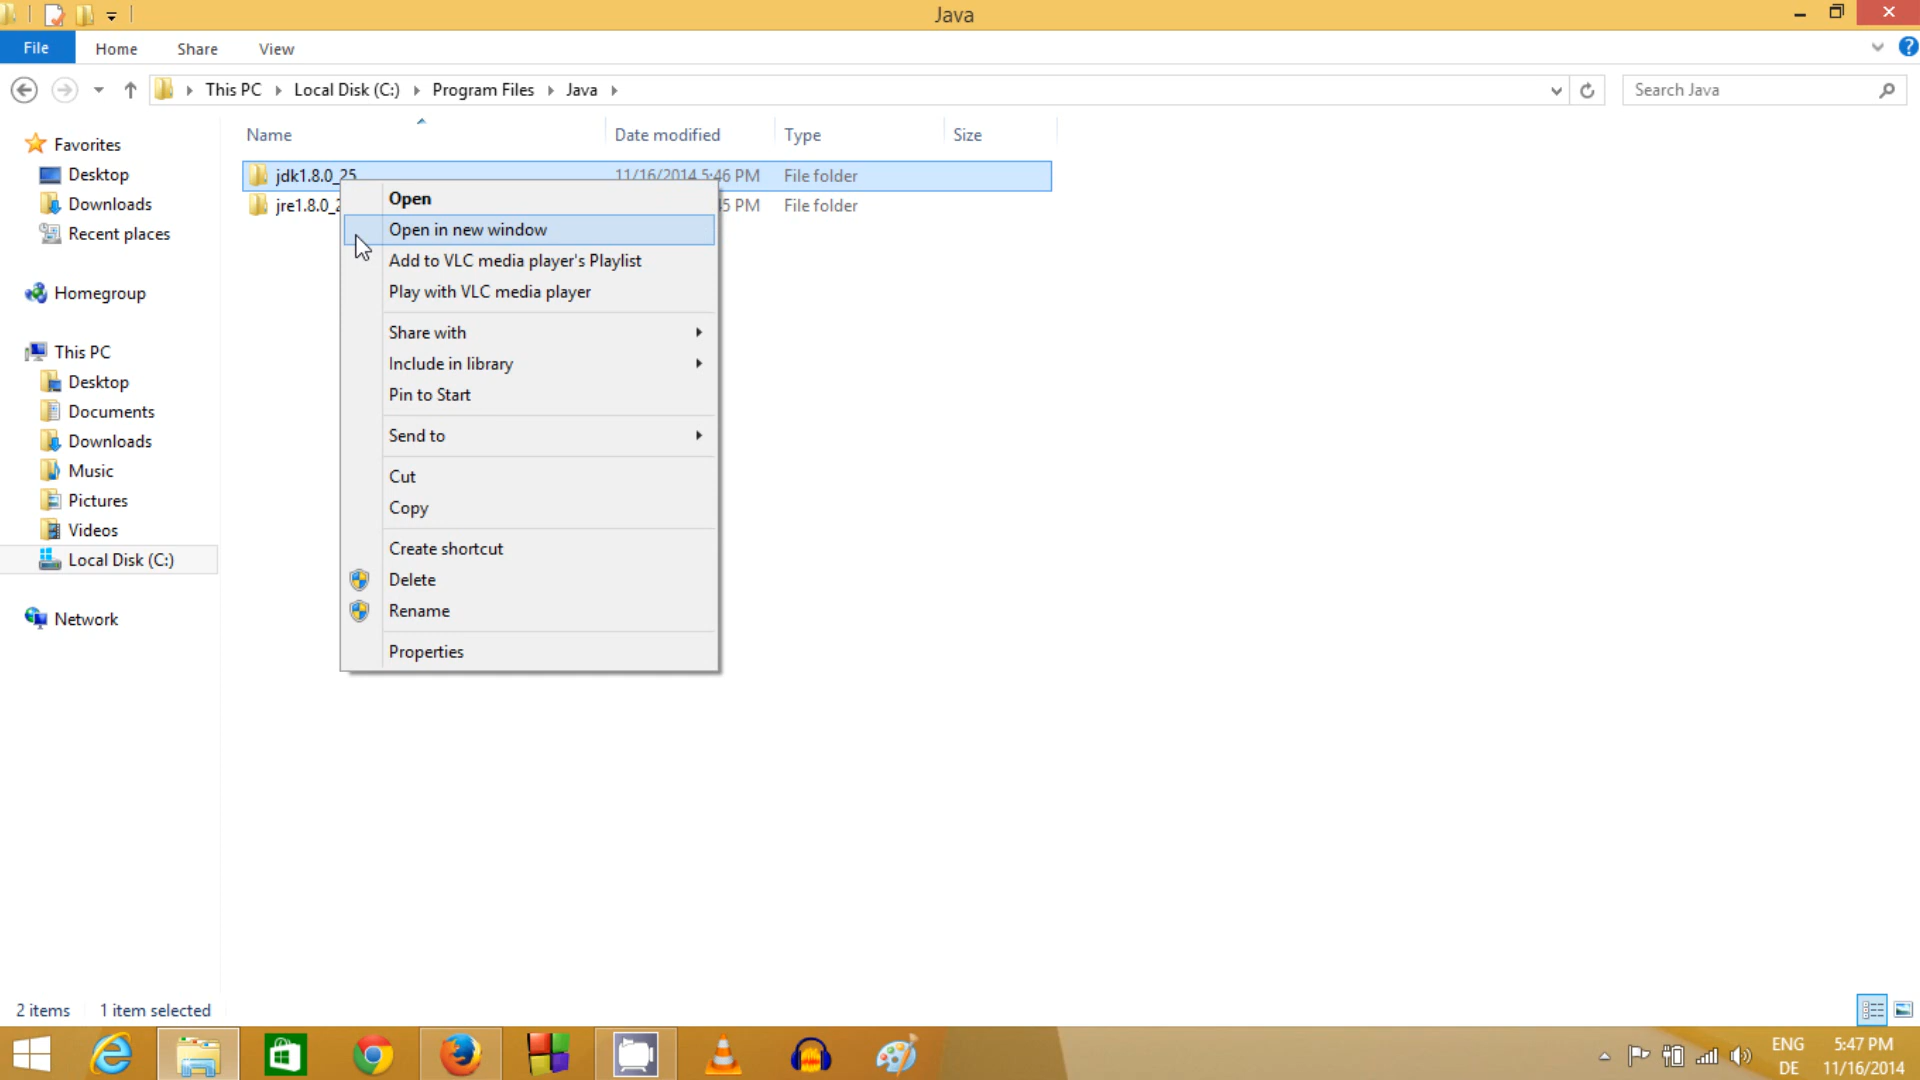 Java
File Home Share View
This PC Local Disk (C:) Program Files Java Search Java
Name Date modified Type Size
Favorites
Desktop
Downloads
Recent places
Homegroup
This PC
Desktop
Documents
Downloads
Music
Pictures
Videos
Local Disk (C:)
Network
jdk1.8.0_25 11/16/2014 5:46 PM File folder
jre1.8.0_ 5 PM File folder
Open
Open in new window
Add to VLC media player's Playlist
Play with VLC media player
Share with
Include in library
Pin to Start
Send to
Cut
Copy
Create shortcut
Delete
Rename
Properties
2 items 1 item selected
ENG 5:47 PM
DE 11/16/2014